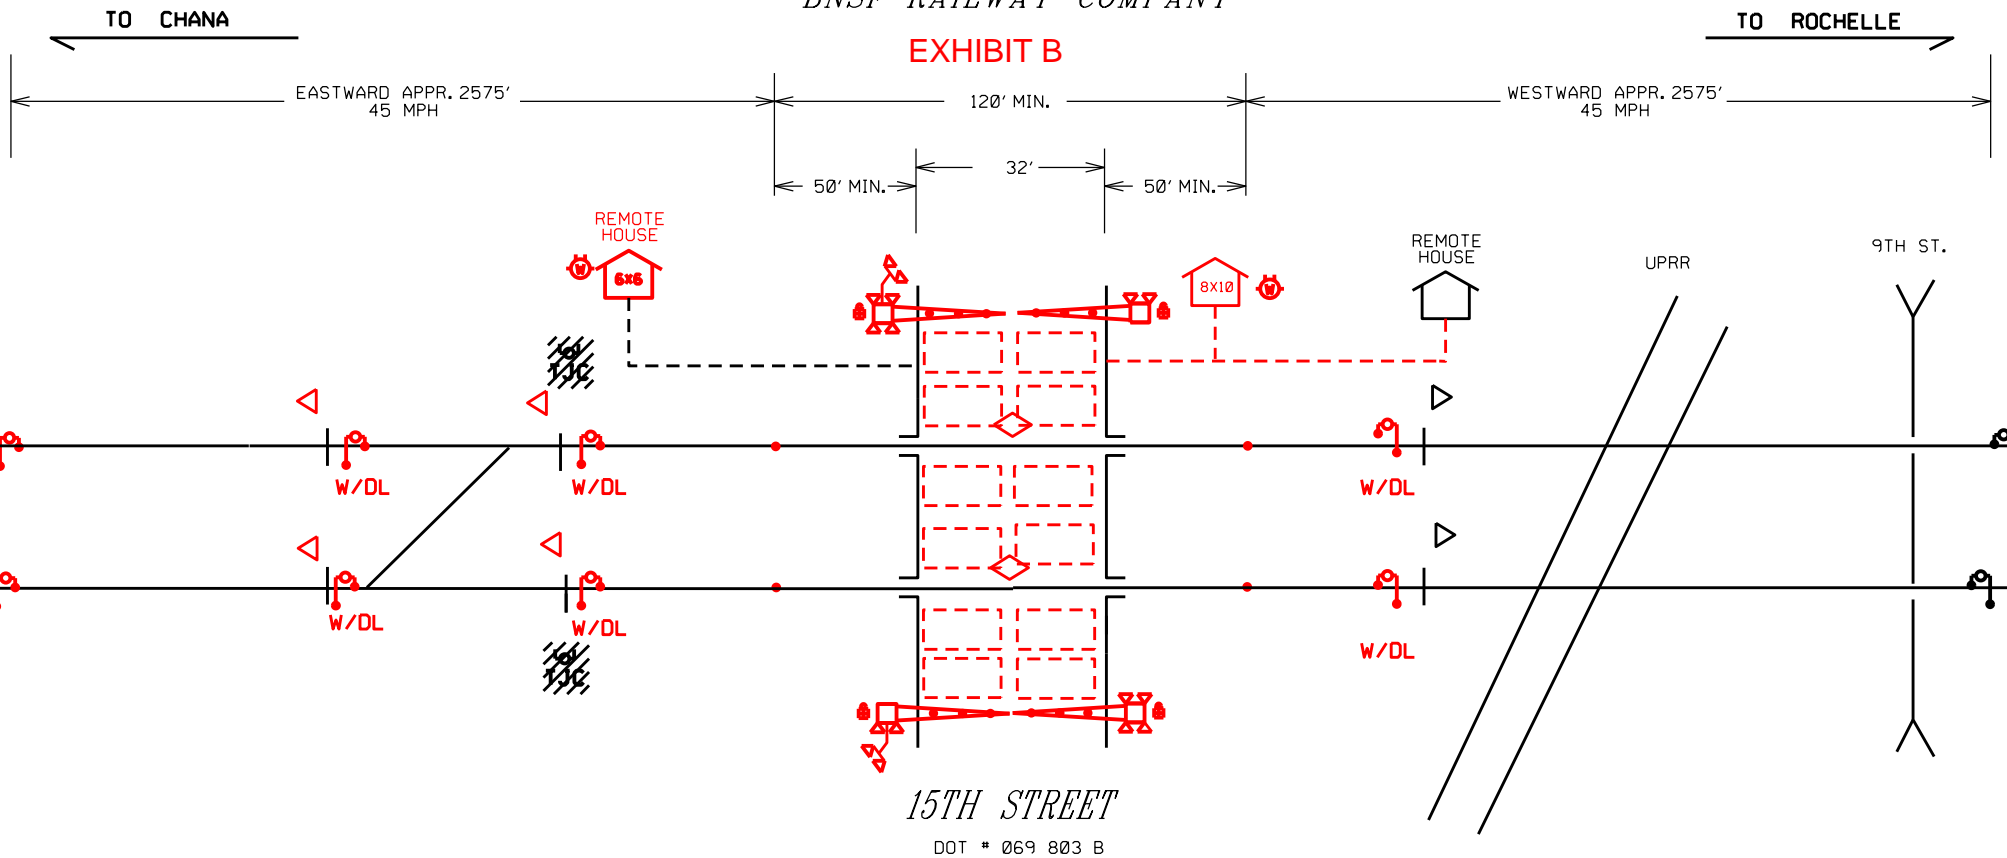 BNSF RAILWAY COMPANY
TO CHANA
TO ROCHELLE
EXHIBIT B
EASTWARD APPR. 2575'
45 MPH
120' MIN.
WESTWARD APPR. 2575'
45 MPH
32'
50' MIN.
50' MIN.
REMOTE
HOUSE
W
6X6
8X10
W
REMOTE
HOUSE
UPRR
9TH ST.
TJC
W/DL
W/DL
W/DL
W/DL
W/DL
W/DL
TJC
15TH STREET
DOT # 069 803 B